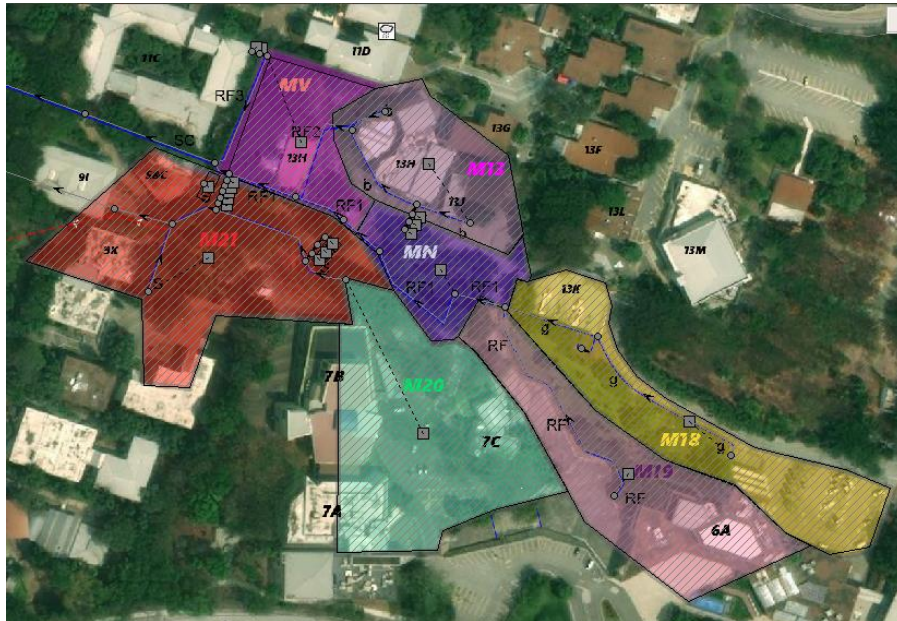 11D
11C
MV
RF3
RF2
13G
13H
13H
M13
13F
SC
9I
RF1
13J
b
b
RF1
13L
M21
MN
13M
9X
S
RF1
RF1
13K
g
RF
g
7B
M20
RF
7C
M18
g
M19
RF
7A
6A